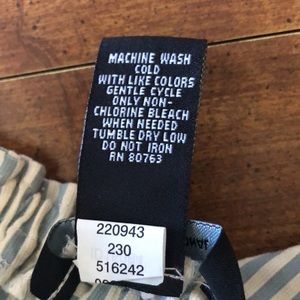 MACHINE WASH
COLD
WITH LIKE COLORS
GENTLE CYCLE
ONLY NON-
CHLORINE BLEACH
WHEN NEEDED
TUMBLE DRY LOW
DO NOT IRON
RN 80763
220943
230
516242